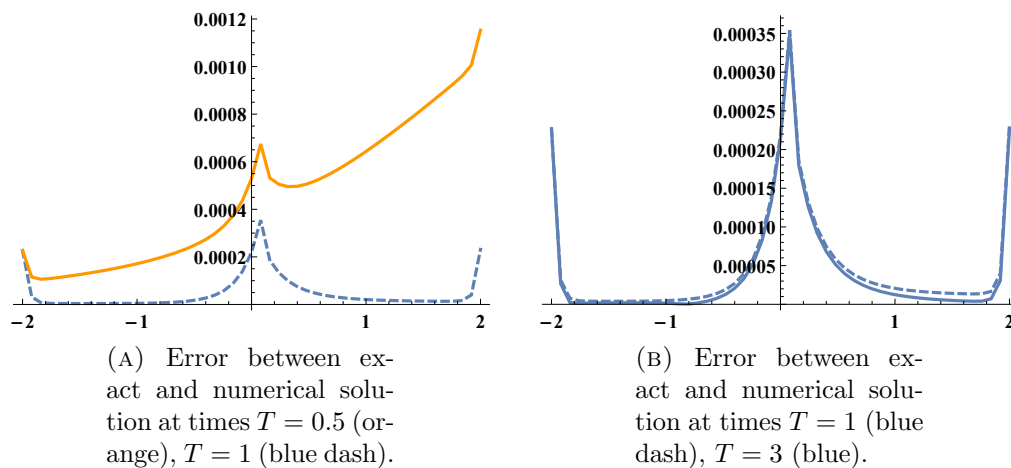 0.0012
0.0010
0.0008
0.0006
0.0004
0.0002
-2 -1 1 2
(A) Error between ex-
act and numerical solu-
tion at times T = 0.5 (or-
ange), T = 1 (blue dash).
0.00035
0.00030
0.00025
0.00020
0.00015
0.00010
0.00005
-2 -1 1 2
(B) Error between ex-
act and numerical solu-
tion at times T = 1 (blue
dash), T = 3 (blue).